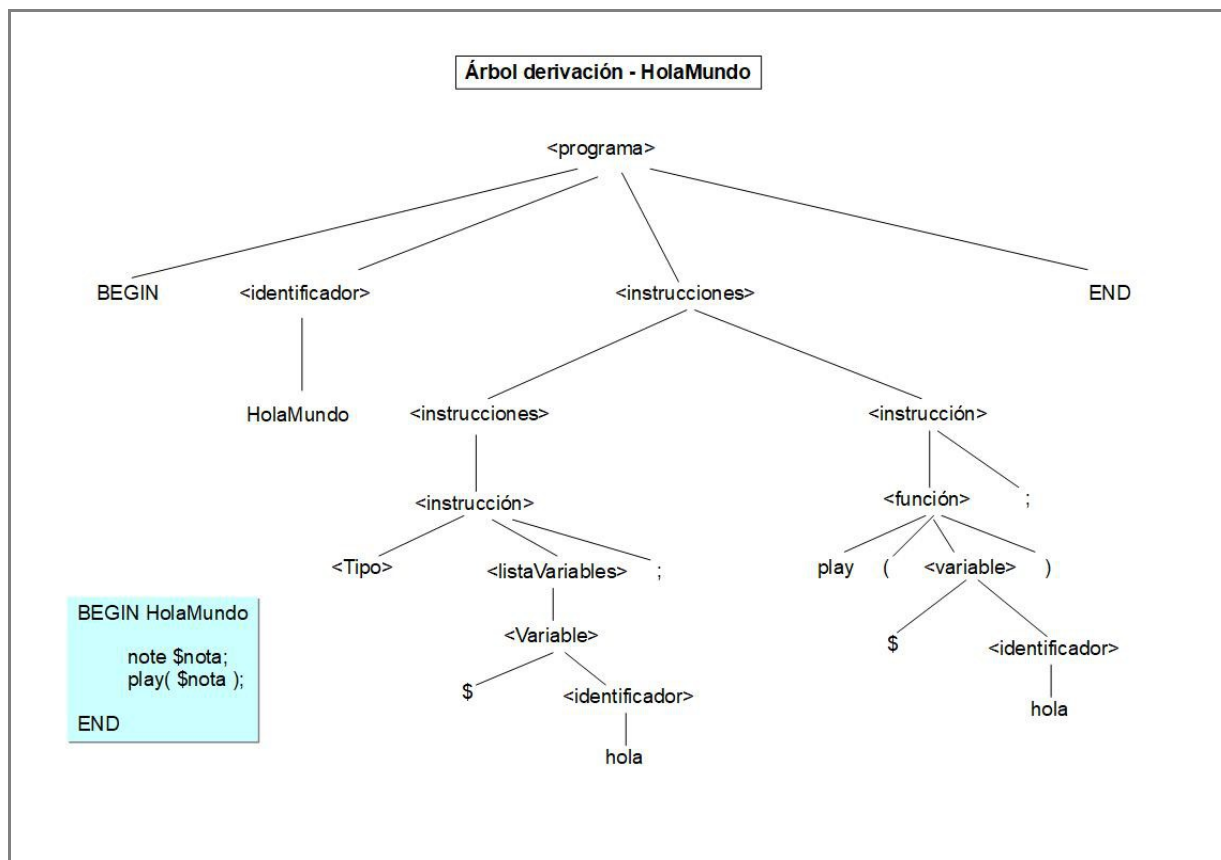 Árbol derivación - HolaMundo
<programa>
BEGIN <identificador> <instrucciones> END
HolaMundo <instrucciones> <instrucción>
<instrucción> <función> ;
<Tipo> <listaVariables> ; play ( <variable> )
<Variable> $ <identificador>
$ <identificador> hola
hola
BEGIN HolaMundo
note $nota;
play( $nota );
END